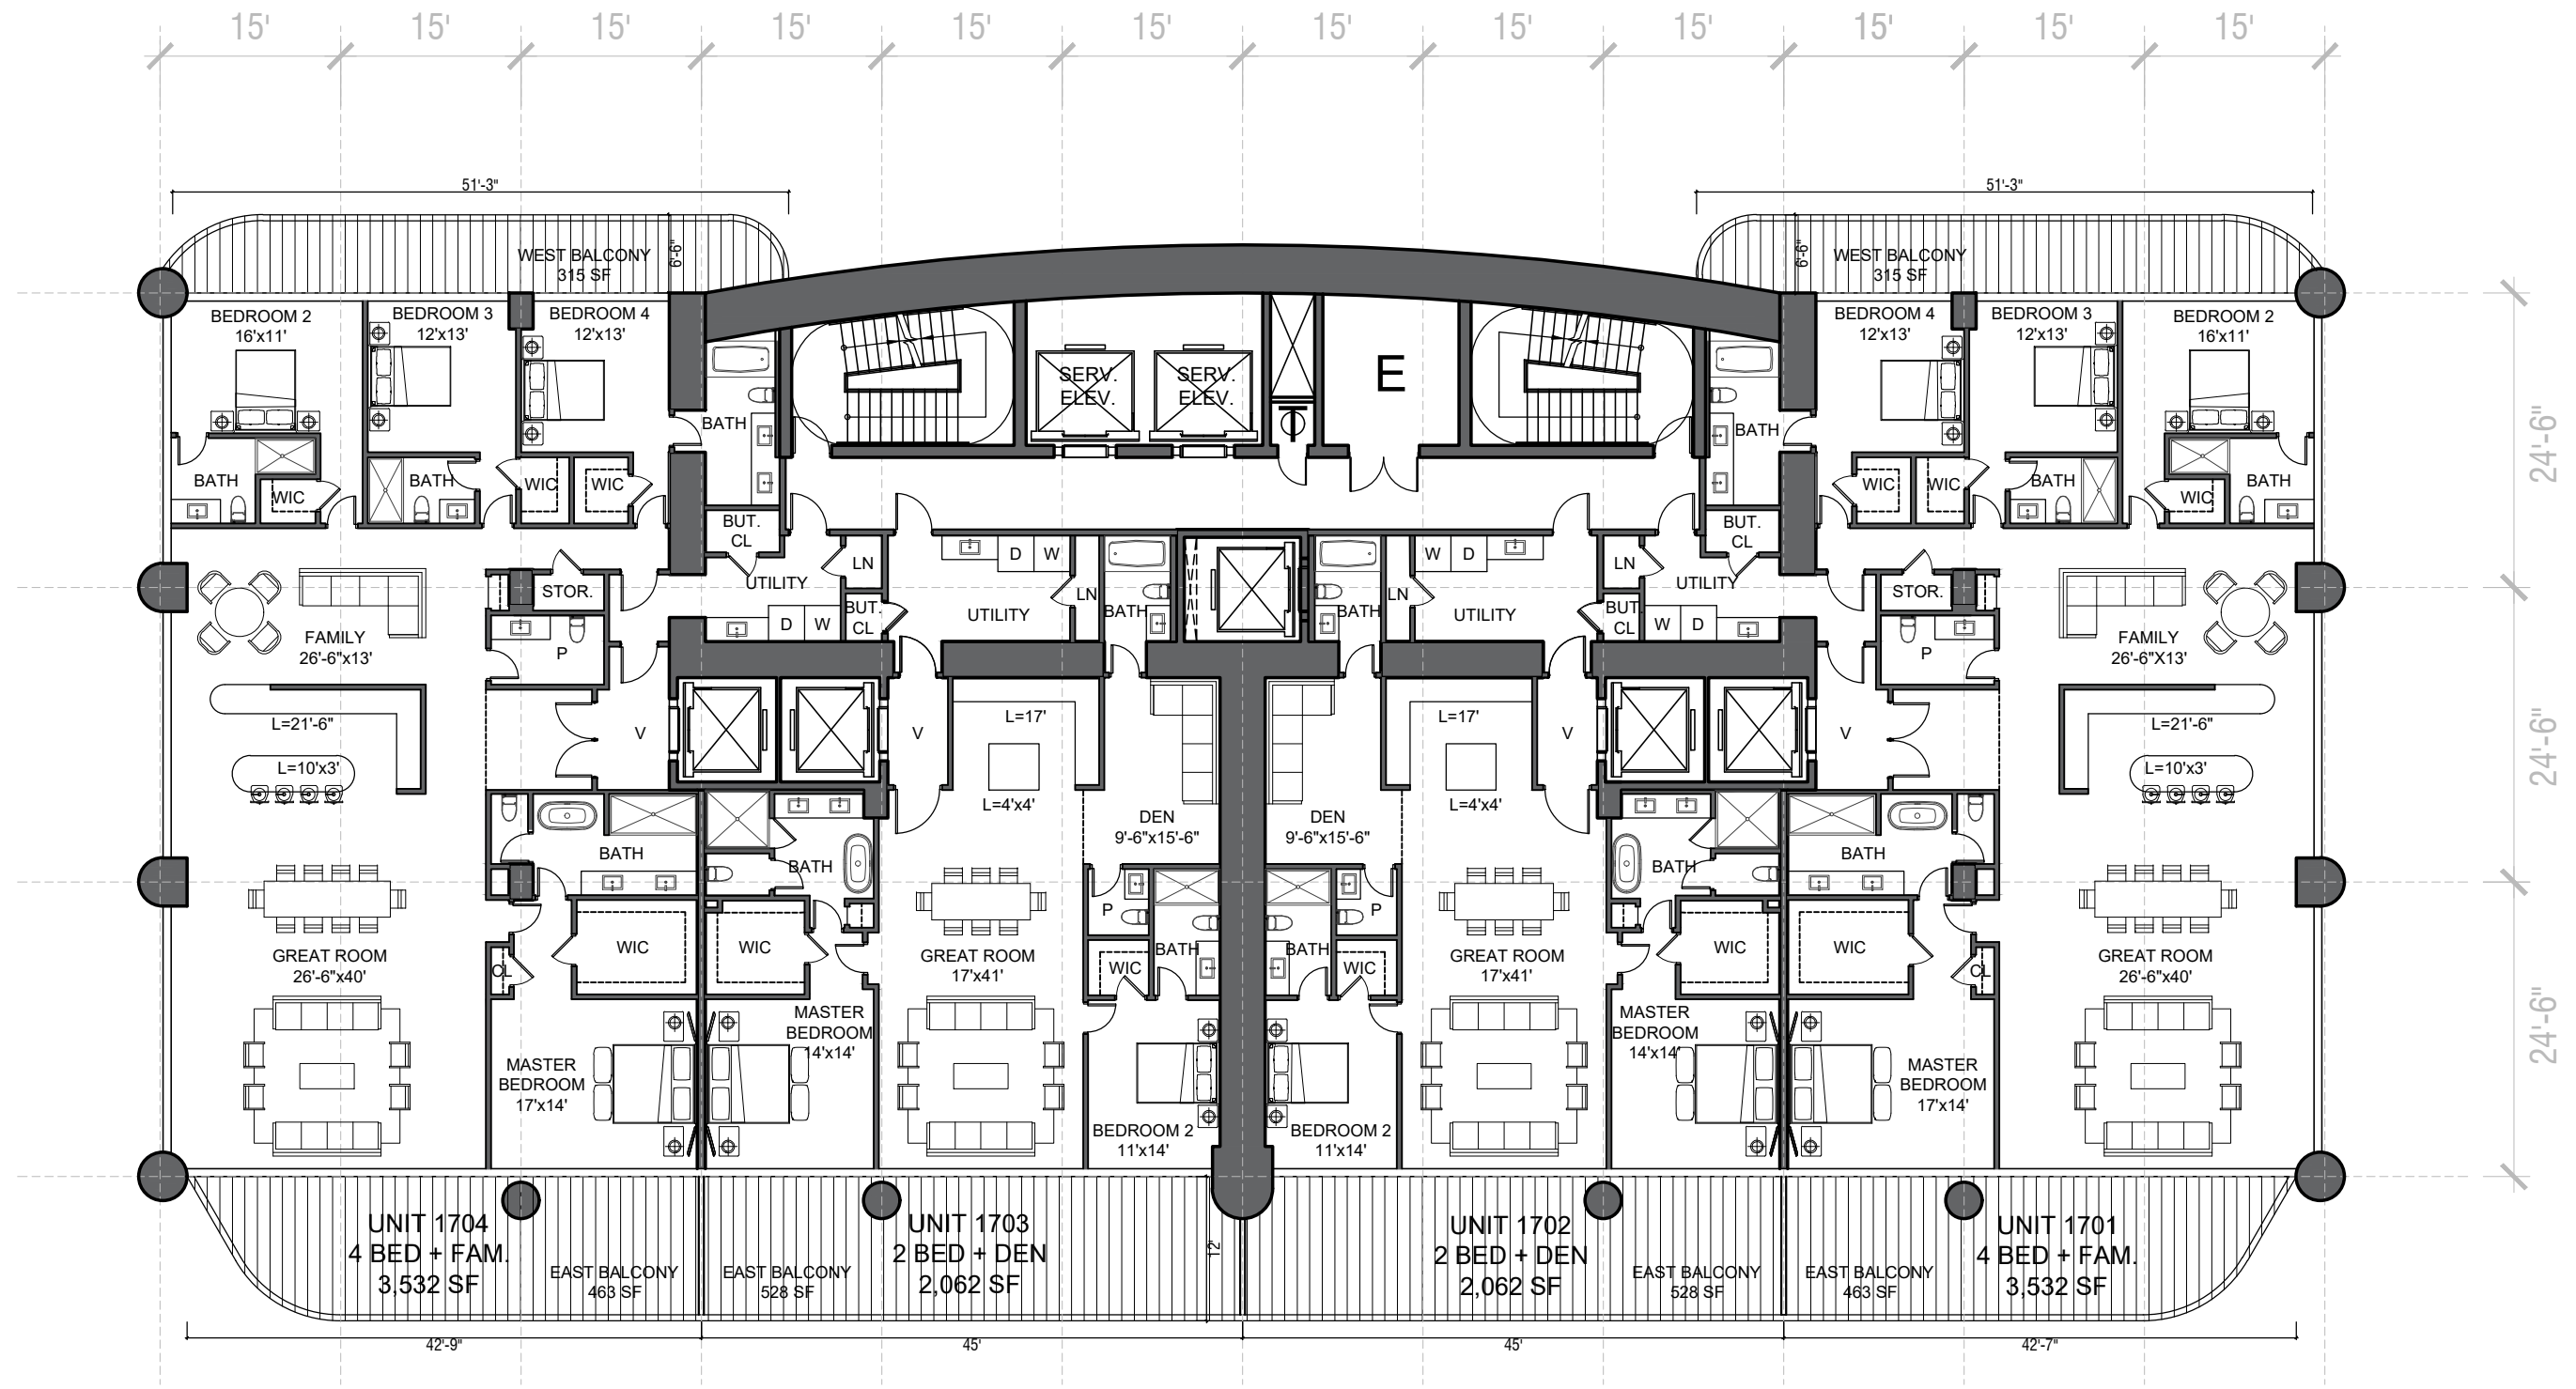 15' 15' 15' 15' 15' 15' 15' 15' 15' 15' 15' 15'
51'-3" 51'-3"
WEST BALCONY
315 SF
6'-6"
WEST BALCONY
315 SF
6'-6"
BEDROOM 2
16'x11'
BEDROOM 3
12'x13'
BEDROOM 4
12'x13'
BEDROOM 4
12'x13'
BEDROOM 3
12'x13'
BEDROOM 2
16'x11'
SERV.
ELEV.
SERV.
ELEV.
E
T
BATH
BATH
24'-6"
BATH
WIC
BATH
WIC
WIC
WIC
WIC
BATH
WIC
BATH
BUT.
CL
BUT.
CL
D W
W D
LN
UTILITY
STOR.
BUT.
CL
D W
UTILITY
LN
BATH
BATH
LN
UTILITY
LN
UTILITY
BUT.
CL
W D
STOR.
FAMILY
26'-6"x13'
P
P
FAMILY
26'-6"X13'
L=21'-6"
L=10'x3'
V
V
L=17'
L=4'x4'
DEN
9'-6"x15'-6"
DEN
9'-6"x15'-6"
L=17'
L=4'x4'
V
V
L=21'-6"
L=10'x3'
24'-6"
BATH
BATH
BATH
BATH
P
P
GREAT ROOM
26'-6"x40'
CL
WIC
WIC
GREAT ROOM
17'x41'
WIC
BATH
BATH
WIC
GREAT ROOM
17'x41'
WIC
WIC
CL
GREAT ROOM
26'-6"x40'
24'-6"
MASTER
BEDROOM
17'x14'
MASTER
BEDROOM
14'x14'
BEDROOM 2
11'x14'
BEDROOM 2
11'x14'
MASTER
BEDROOM
14'x14'
MASTER
BEDROOM
17'x14'
UNIT 1704
4 BED + FAM.
3,532 SF
EAST BALCONY
463 SF
EAST BALCONY
528 SF
UNIT 1703
2 BED + DEN
2,062 SF
12'
UNIT 1702
2 BED + DEN
2,062 SF
EAST BALCONY
528 SF
EAST BALCONY
463 SF
UNIT 1701
4 BED + FAM.
3,532 SF
42'-9" 45' 45' 42'-7"